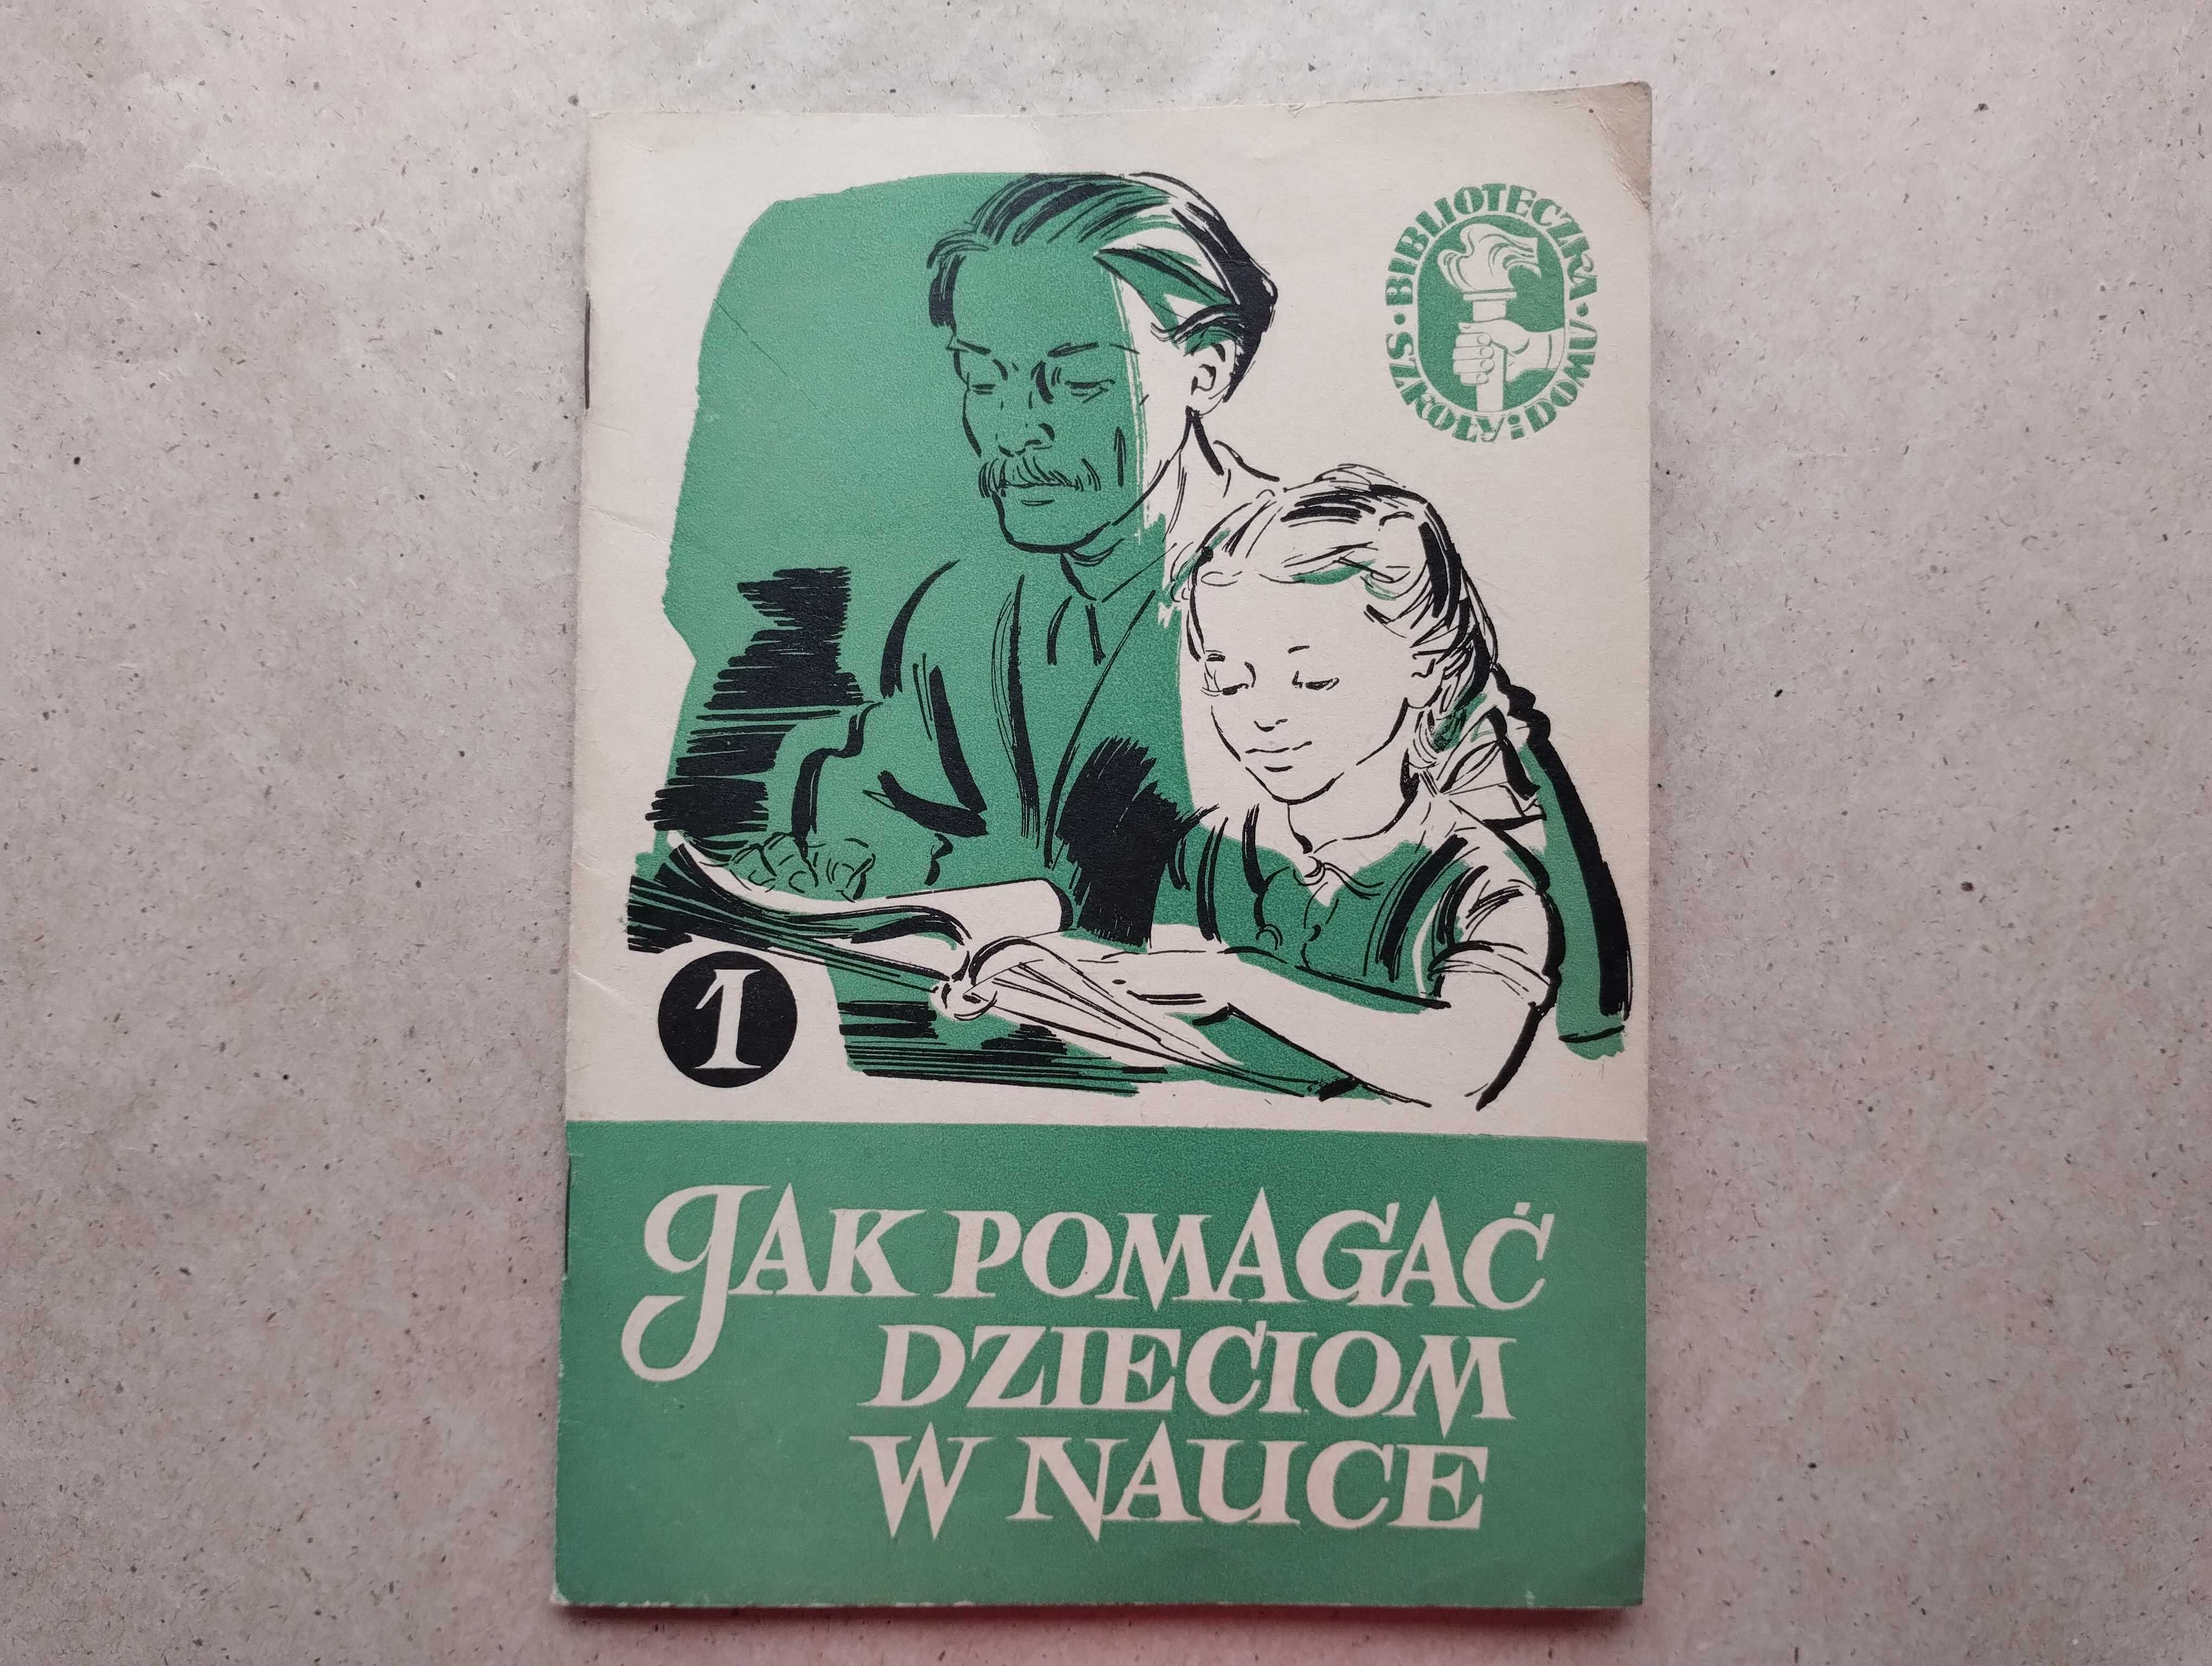 BIBLIOTECZKA • SZKOŁY i DOMU •
1
JAK POMAGAĆ
DZIECIOM
W NAUCE